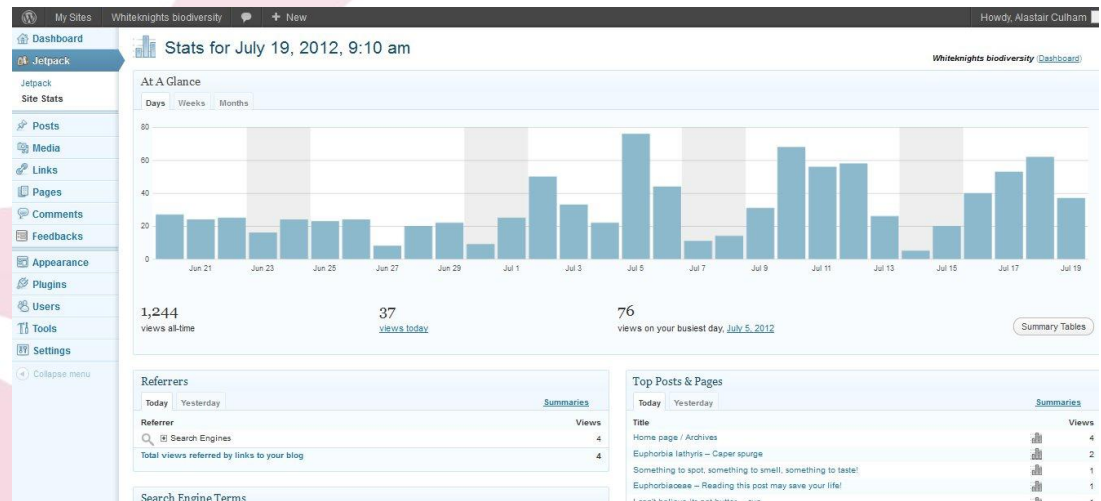 My Sites Whiteknights biodiversity + New Howdy, Alastair Culham
Dashboard
Jetpack
Jetpack
Site Stats
Posts
Media
Links
Pages
Comments
Feedbacks
Appearance
Plugins
Users
Tools
Settings
Collapse menu
Stats for July 19, 2012, 9:10 am
Whiteknights biodiversity (Dashboard)
At A Glance
Days Weeks Months
80
60
40
20
0
Jun 21 Jun 23 Jun 25 Jun 27 Jun 29 Jul 1 Jul 3 Jul 5 Jul 7 Jul 9 Jul 11 Jul 13 Jul 15 Jul 17 Jul 19
1,244 37 76
views all-time views today views on your busiest day, July 5, 2012
Summary Tables
Referrers
Today Yesterday Summaries
Referrer Views
Search Engines 4
Total views referred by links to your blog 4
Search Engine Terms
Top Posts & Pages
Today Yesterday Summaries
Title Views
Home page / Archives 4
Euphorbia lathyris – Caper spurge 2
Something to spot, something to smell, something to taste! 1
Euphorbiaceae – Reading this post may save your life! 1